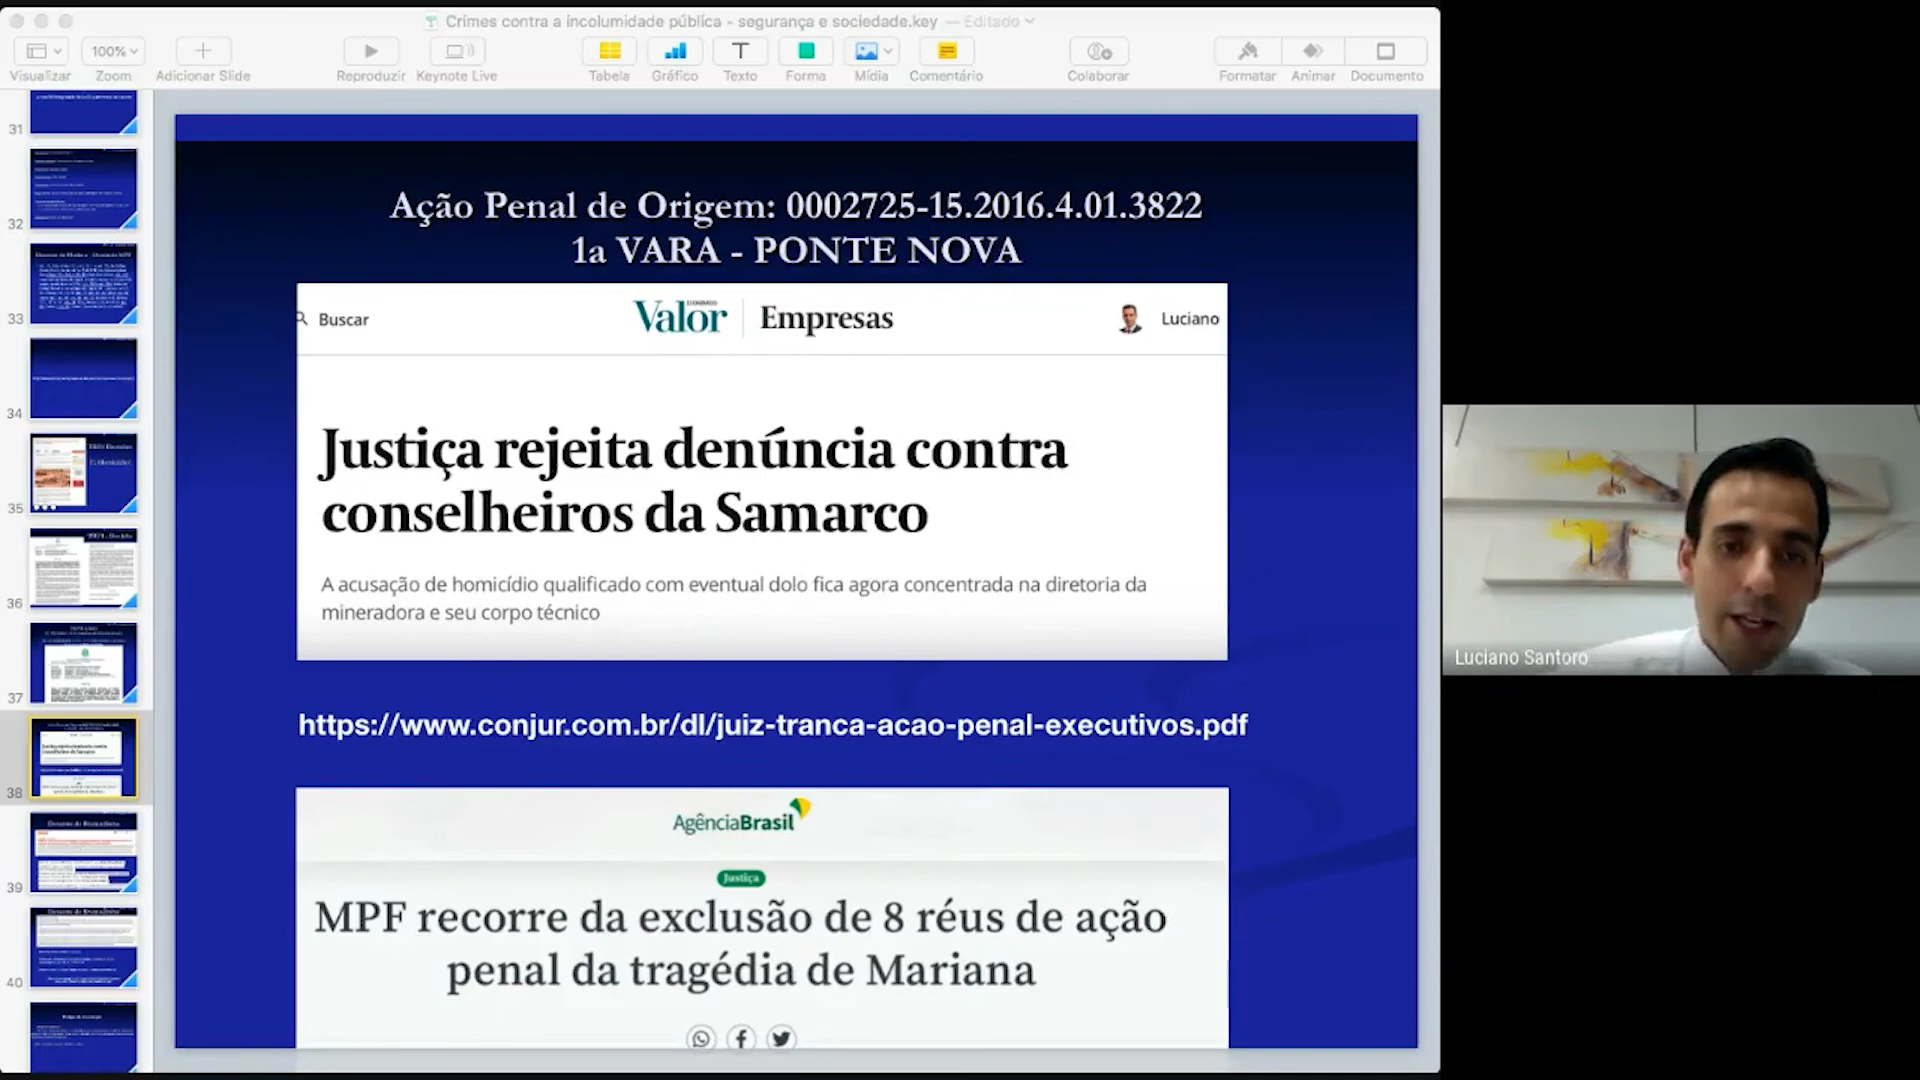 Crimes contra a incolumidade pública - segurança e sociedade.key — Editado
100%
Visualizar Zoom Adicionar Slide Reproduzir Keynote Live Tabela Gráfico Texto Forma Mídia Comentário Colaborar Formatar Animar Documento
31
32
33
34
35
36
37
38
39
40
Ação Penal de Origem: 0002725-15.2016.4.01.3822
1a VARA - PONTE NOVA
Buscar Valor Empresas Luciano
Justiça rejeita denúncia contra
conselheiros da Samarco
A acusação de homicídio qualificado com eventual dolo fica agora concentrada na diretoria da
mineradora e seu corpo técnico
https://www.conjur.com.br/dl/juiz-tranca-acao-penal-executivos.pdf
AgênciaBrasil
Justiça
MPF recorre da exclusão de 8 réus de ação
penal da tragédia de Mariana
Luciano Santoro